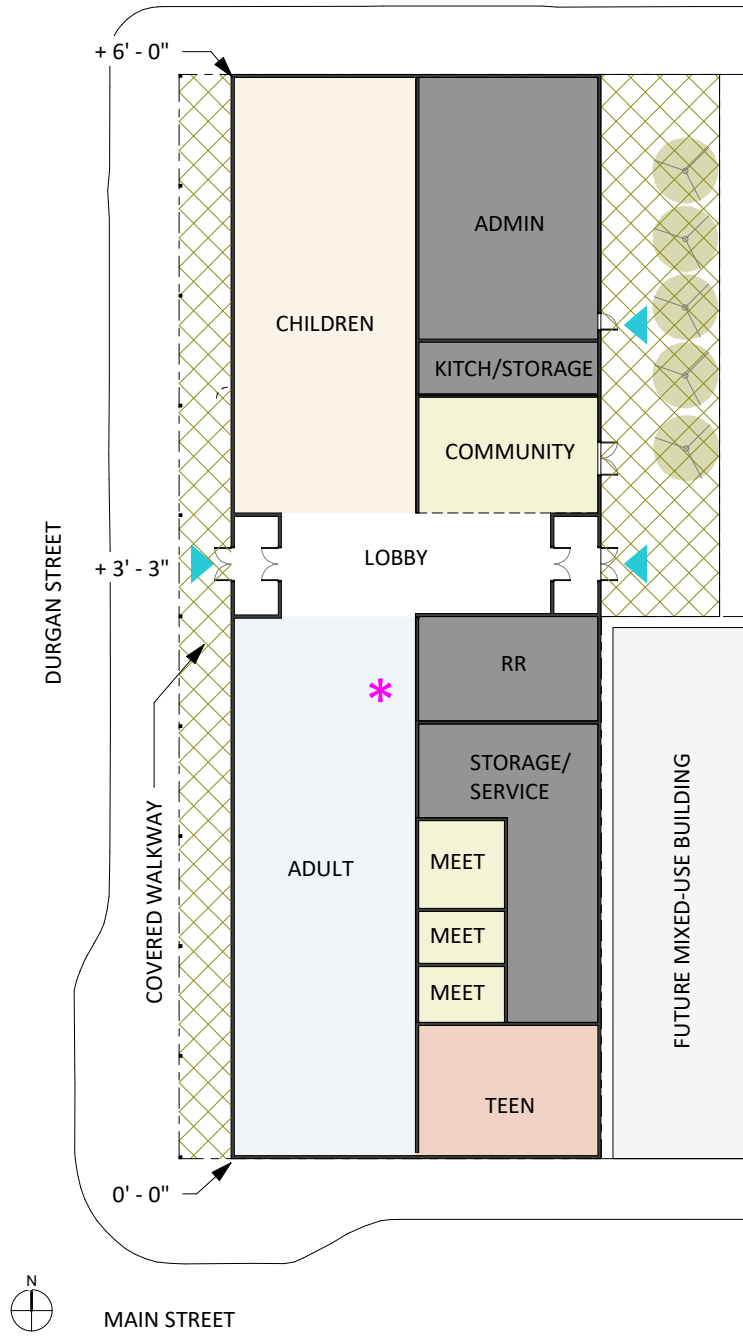 + 6' - 0"
ADMIN
CHILDREN
KITCH/STORAGE
COMMUNITY
LOBBY
+ 3' - 3"
DURGAN STREET
RR
*
STORAGE/
SERVICE
COVERED WALKWAY
MEET
ADULT
MEET
MEET
FUTURE MIXED-USE BUILDING
TEEN
0' - 0"
N
MAIN STREET